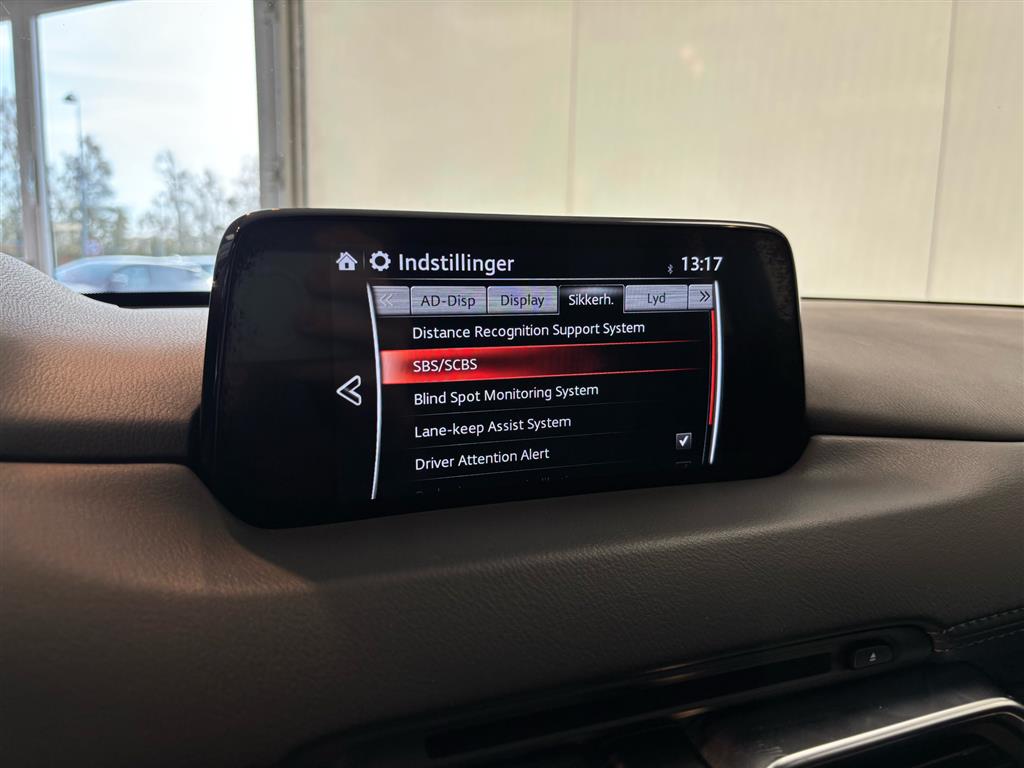 Indstillinger 13:17
AD-Disp Display Sikkerh. Lyd
Distance Recognition Support System
SBS/SCBS
Blind Spot Monitoring System
Lane-keep Assist System
Driver Attention Alert